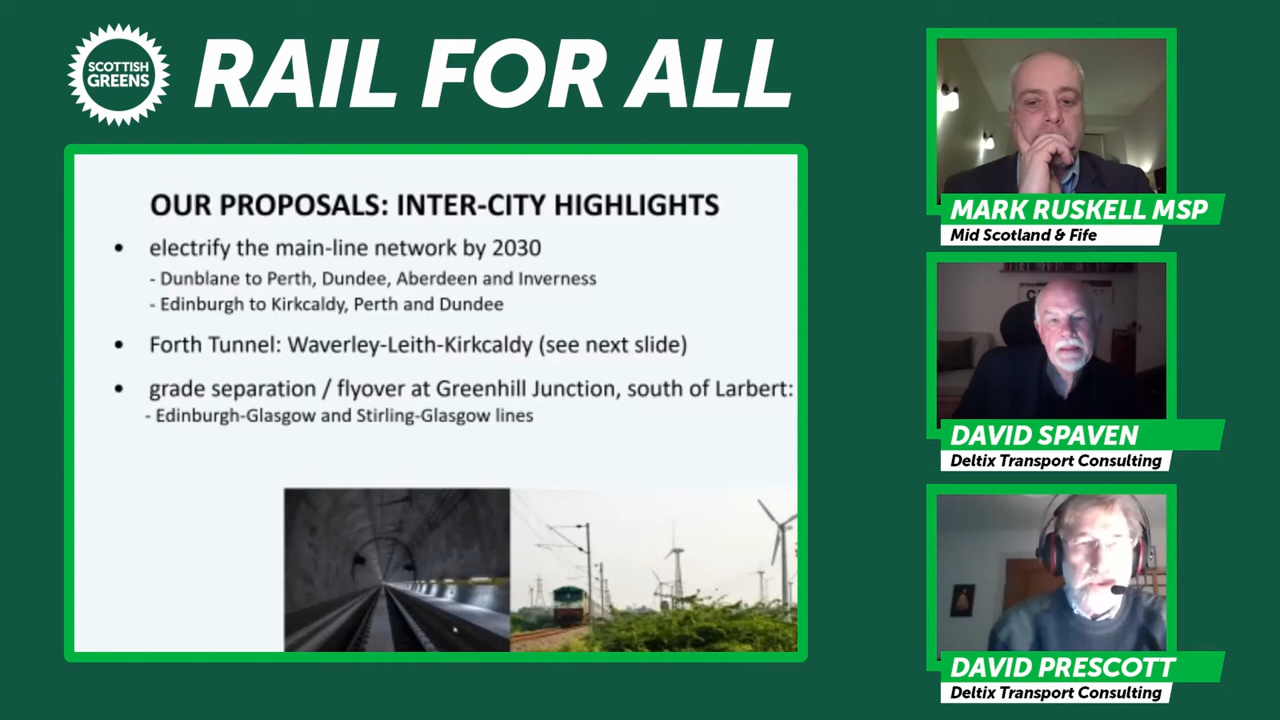 SCOTTISH
GREENS
RAIL FOR ALL
OUR PROPOSALS: INTER-CITY HIGHLIGHTS
• electrify the main-line network by 2030
- Dunblane to Perth, Dundee, Aberdeen and Inverness
- Edinburgh to Kirkcaldy, Perth and Dundee
• Forth Tunnel: Waverley-Leith-Kirkcaldy (see next slide)
• grade separation / flyover at Greenhill Junction, south of Larbert:
- Edinburgh-Glasgow and Stirling-Glasgow lines
MARK RUSKELL MSP
Mid Scotland & Fife
DAVID SPAVEN
Deltix Transport Consulting
DAVID PRESCOTT
Deltix Transport Consulting